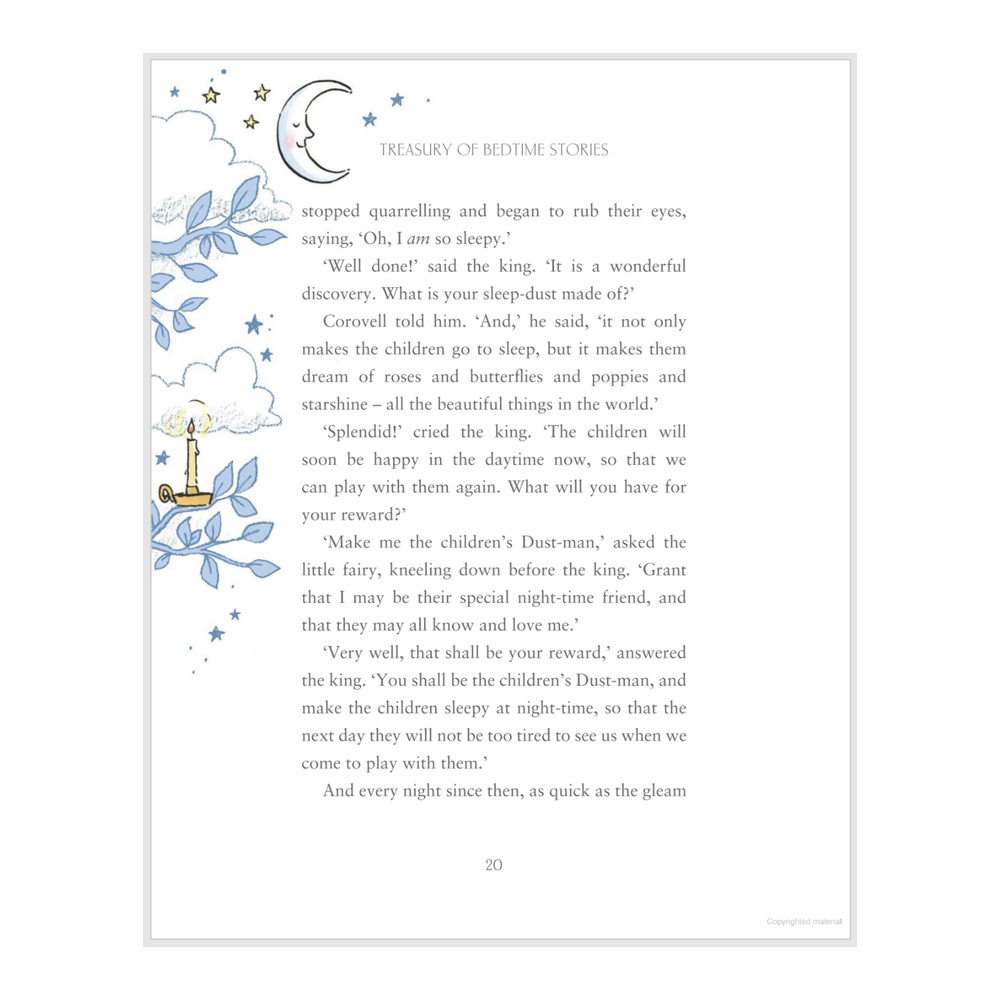 TREASURY OF BEDTIME STORIES
stopped quarrelling and began to rub their eyes,
saying, ‘Oh, I am so sleepy.’
‘Well done!’ said the king. ‘It is a wonderful
discovery. What is your sleep-dust made of?’
Corovell told him. ‘And,’ he said, ‘it not only
makes the children go to sleep, but it makes them
dream of roses and butterflies and poppies and
starshine – all the beautiful things in the world.’
‘Splendid!’ cried the king. ‘The children will
soon be happy in the daytime now, so that we
can play with them again. What will you have for
your reward?’
‘Make me the children’s Dust-man,’ asked the
little fairy, kneeling down before the king. ‘Grant
that I may be their special night-time friend, and
that they may all know and love me.’
‘Very well, that shall be your reward,’ answered
the king. ‘You shall be the children’s Dust-man, and
make the children sleepy at night-time, so that the
next day they will not be too tired to see us when we
come to play with them.’
And every night since then, as quick as the gleam
20
Copyrighted material